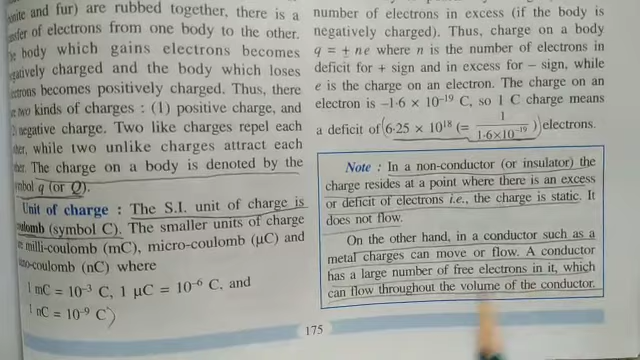 and fur) are rubbed together, there is a
of electrons from one body to the other.
body which gains electrons becomes
charged and the body which loses
becomes positively charged. Thus, there
two kinds of charges : (1) positive charge, and
negative charge. Two like charges repel each
while two unlike charges attract each
The charge on a body is denoted by the
q (or Q).
Unit of charge : The S.I. unit of charge is
(symbol C). The smaller units of charge
milli-coulomb (mC), micro-coulomb (μC) and
(nC) where
1 mC = 10⁻³ C, 1 μC = 10⁻⁶ C, and
1 nC = 10⁻⁹ C
number of electrons in excess (if the body is
negatively charged). Thus, charge on a body
q = ± ne where n is the number of electrons in
deficit for + sign and in excess for – sign, while
e is the charge on an electron. The charge on an
electron is –1·6 × 10⁻¹⁹ C, so 1 C charge means
a deficit of (6·25 × 10¹⁸ (= 1/1·6×10⁻¹⁹)) electrons.
Note : In a non-conductor (or insulator) the
charge resides at a point where there is an excess
or deficit of electrons i.e., the charge is static. It
does not flow.
On the other hand, in a conductor such as a
metal charges can move or flow. A conductor
has a large number of free electrons in it, which
can flow throughout the volume of the conductor.
175